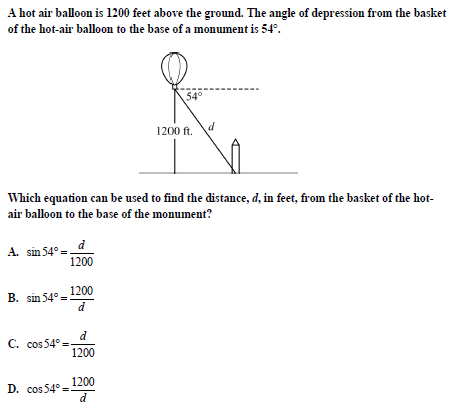 A hot air balloon is 1200 feet above the ground. The angle of depression from the basket
of the hot-air balloon to the base of a monument is 54°.
54°
1200 ft.
d
Which equation can be used to find the distance, d, in feet, from the basket of the hot-
air balloon to the base of the monument?
A. sin 54° = d/1200
B. sin 54° = 1200/d
C. cos 54° = d/1200
D. cos 54° = 1200/d